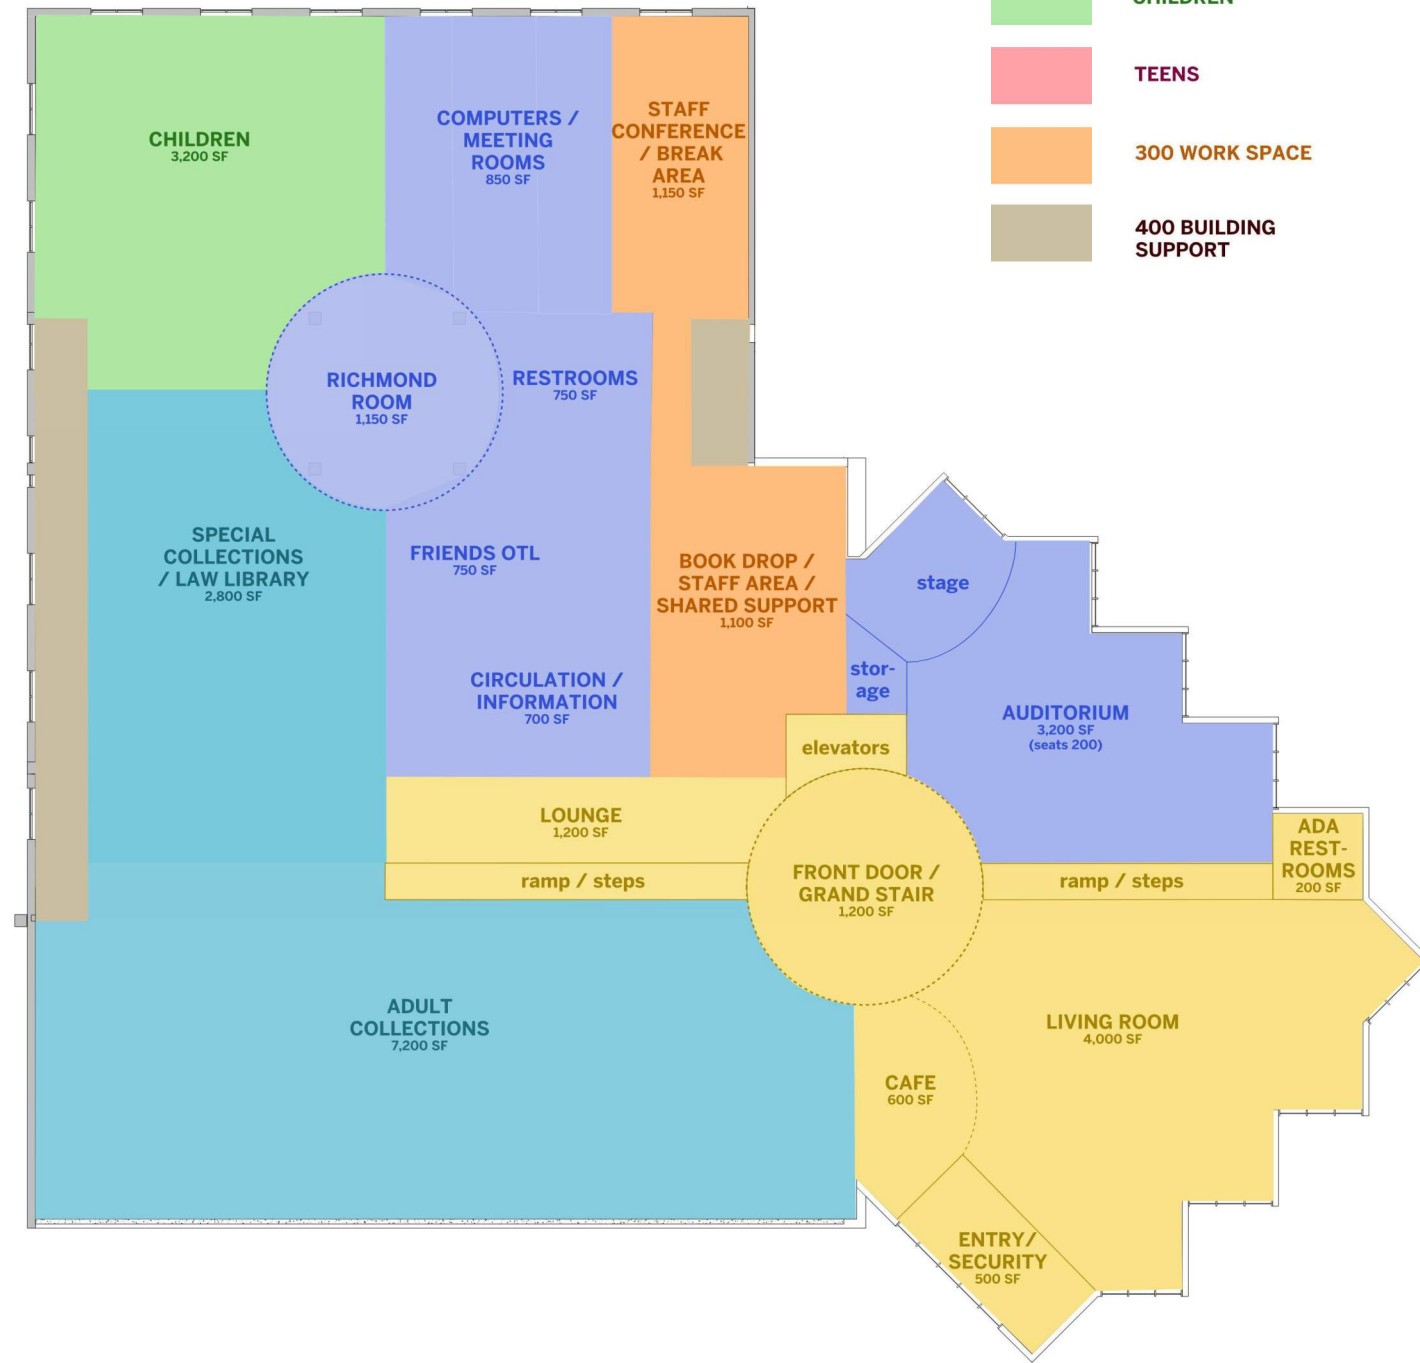 CHILDREN
TEENS
300 WORK SPACE
400 BUILDING
SUPPORT
CHILDREN
3,200 SF
COMPUTERS /
MEETING
ROOMS
850 SF
STAFF
CONFERENCE
/ BREAK
AREA
1,150 SF
RICHMOND
ROOM
1,150 SF
RESTROOMS
750 SF
SPECIAL
COLLECTIONS
/ LAW LIBRARY
2,800 SF
FRIENDS OTL
750 SF
BOOK DROP /
STAFF AREA /
SHARED SUPPORT
1,100 SF
stage
stor-
age
CIRCULATION /
INFORMATION
700 SF
AUDITORIUM
3,200 SF
(seats 200)
elevators
LOUNGE
1,200 SF
ramp / steps
FRONT DOOR /
GRAND STAIR
1,200 SF
ramp / steps
ADA
REST-
ROOMS
200 SF
ADULT
COLLECTIONS
7,200 SF
LIVING ROOM
4,000 SF
CAFE
600 SF
ENTRY/
SECURITY
500 SF